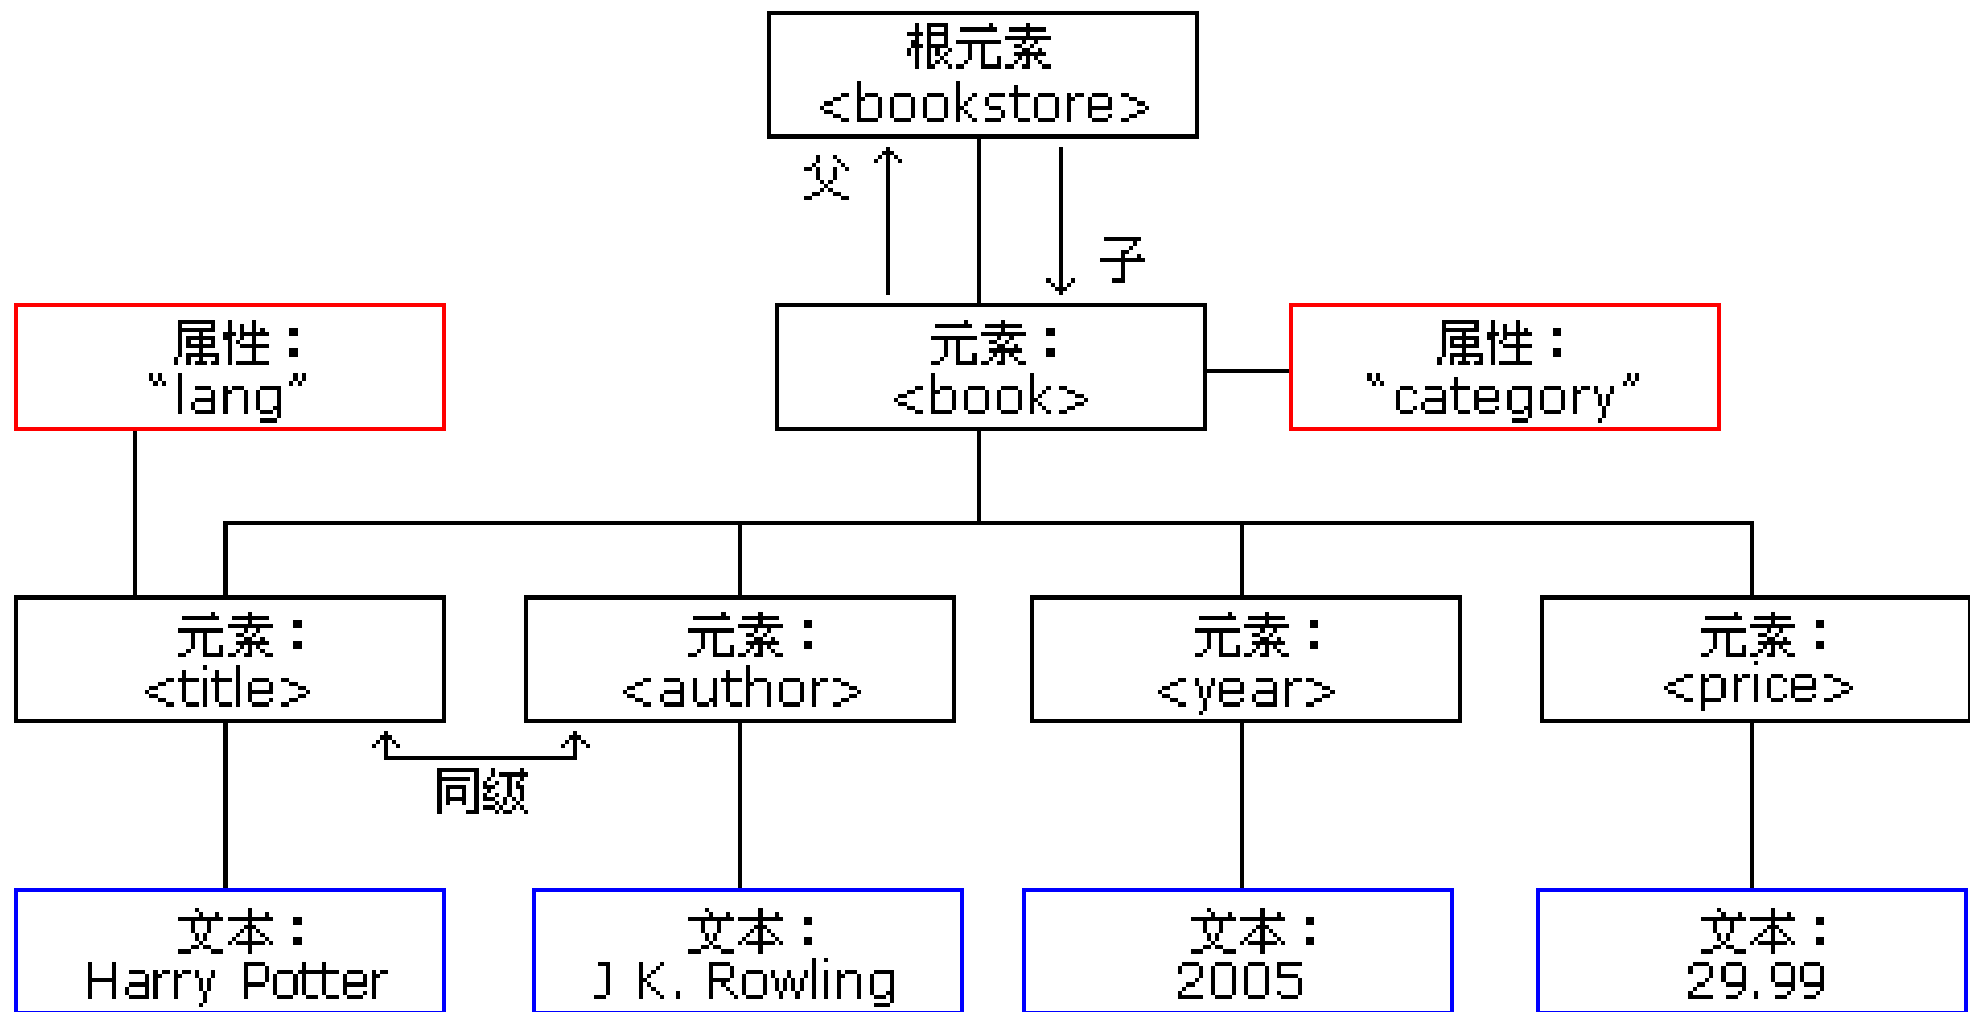 根元素
<bookstore>
父
子
属性：
“lang”
元素：
<book>
属性：
“category”
元素：
<title>
元素：
<author>
元素：
<year>
元素：
<price>
同级
文本：
Harry Potter
文本：
J K. Rowling
文本：
2005
文本：
29.99